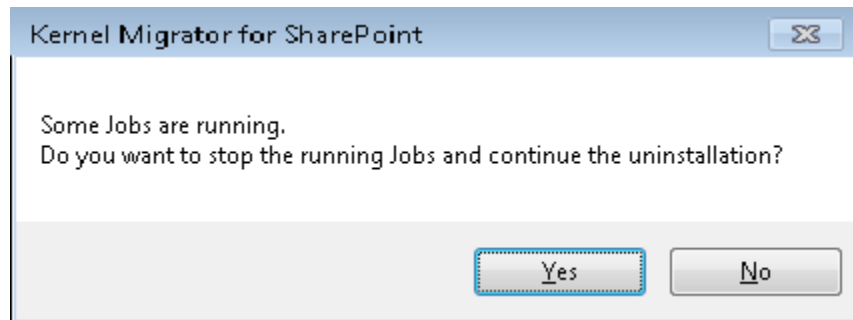 Kernel Migrator for SharePoint
Some Jobs are running.
Do you want to stop the running Jobs and continue the uninstallation?
Yes
No